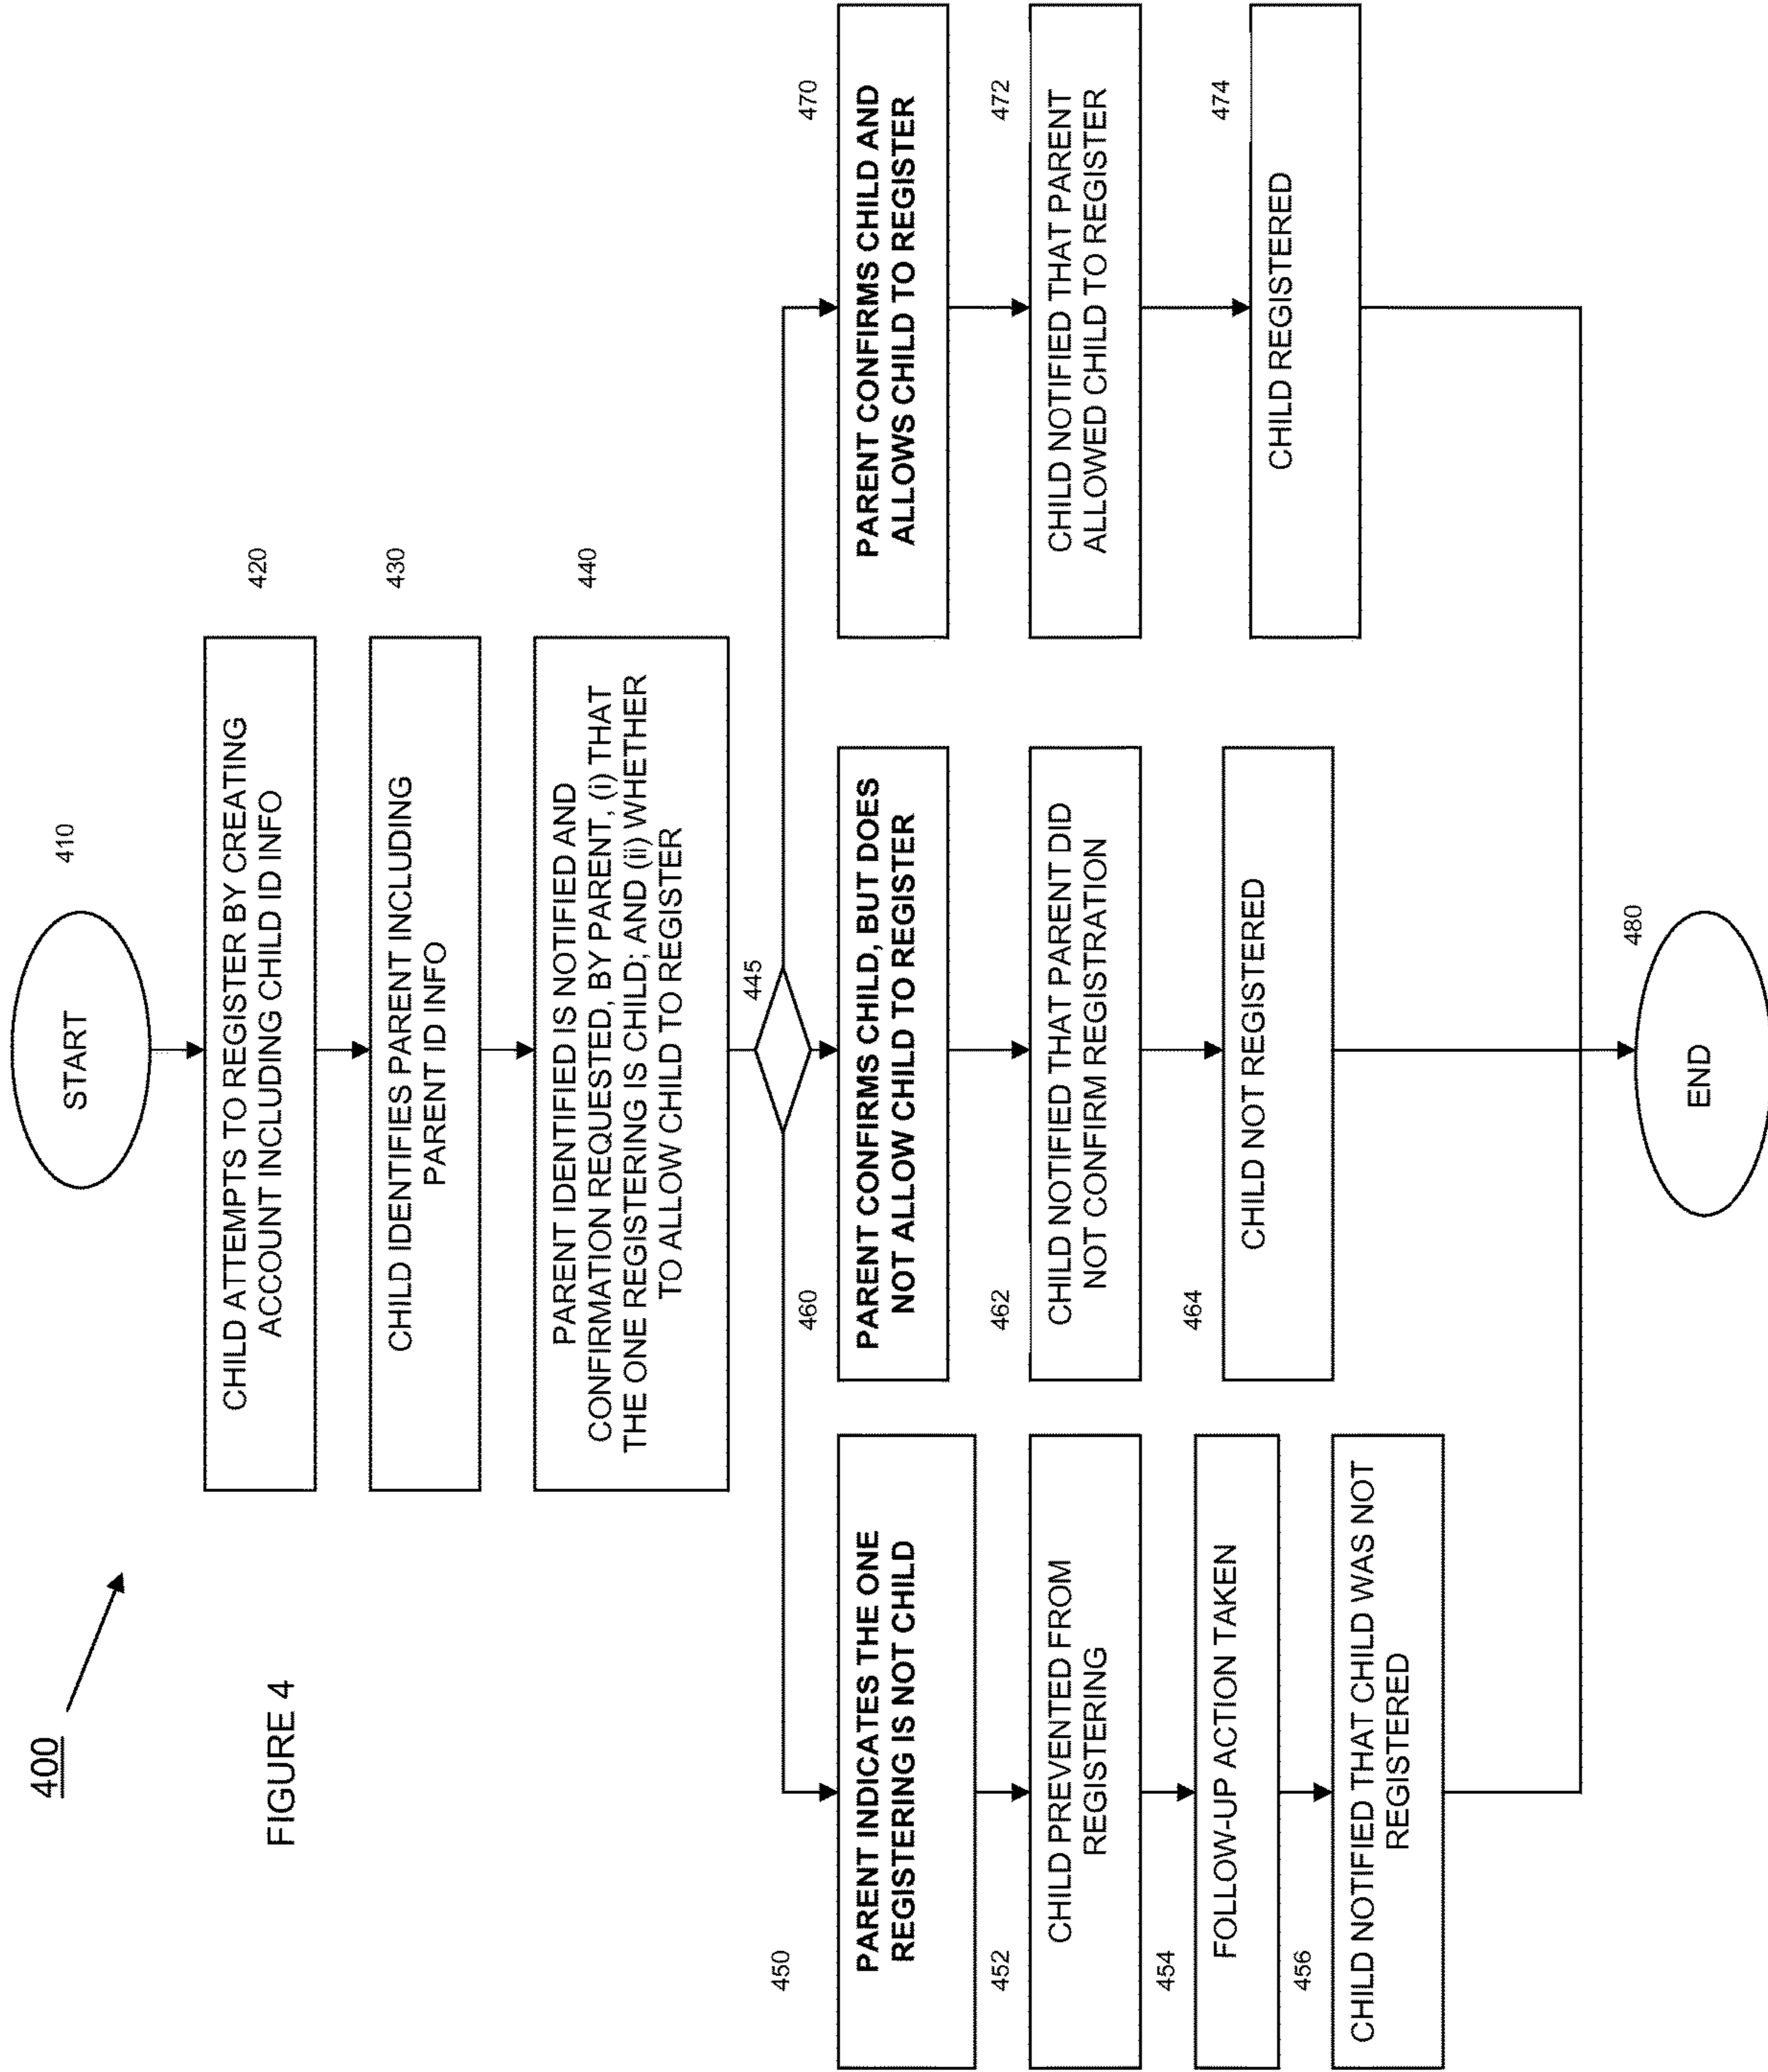 400
FIGURE 4
START
410
CHILD ATTEMPTS TO REGISTER BY CREATING
ACCOUNT INCLUDING CHILD ID INFO
420
CHILD IDENTIFIES PARENT INCLUDING
PARENT ID INFO
430
PARENT IDENTIFIED IS NOTIFIED AND
CONFIRMATION REQUESTED, BY PARENT, (i) THAT
THE ONE REGISTERING IS CHILD; AND (ii) WHETHER
TO ALLOW CHILD TO REGISTER
440
445
450
PARENT INDICATES THE ONE
REGISTERING IS NOT CHILD
452
CHILD PREVENTED FROM
REGISTERING
454
FOLLOW-UP ACTION TAKEN
456
CHILD NOTIFIED THAT CHILD WAS NOT
REGISTERED
460
PARENT CONFIRMS CHILD, BUT DOES
NOT ALLOW CHILD TO REGISTER
462
CHILD NOTIFIED THAT PARENT DID
NOT CONFIRM REGISTRATION
464
CHILD NOT REGISTERED
470
PARENT CONFIRMS CHILD AND
ALLOWS CHILD TO REGISTER
472
CHILD NOTIFIED THAT PARENT
ALLOWED CHILD TO REGISTER
474
CHILD REGISTERED
480
END